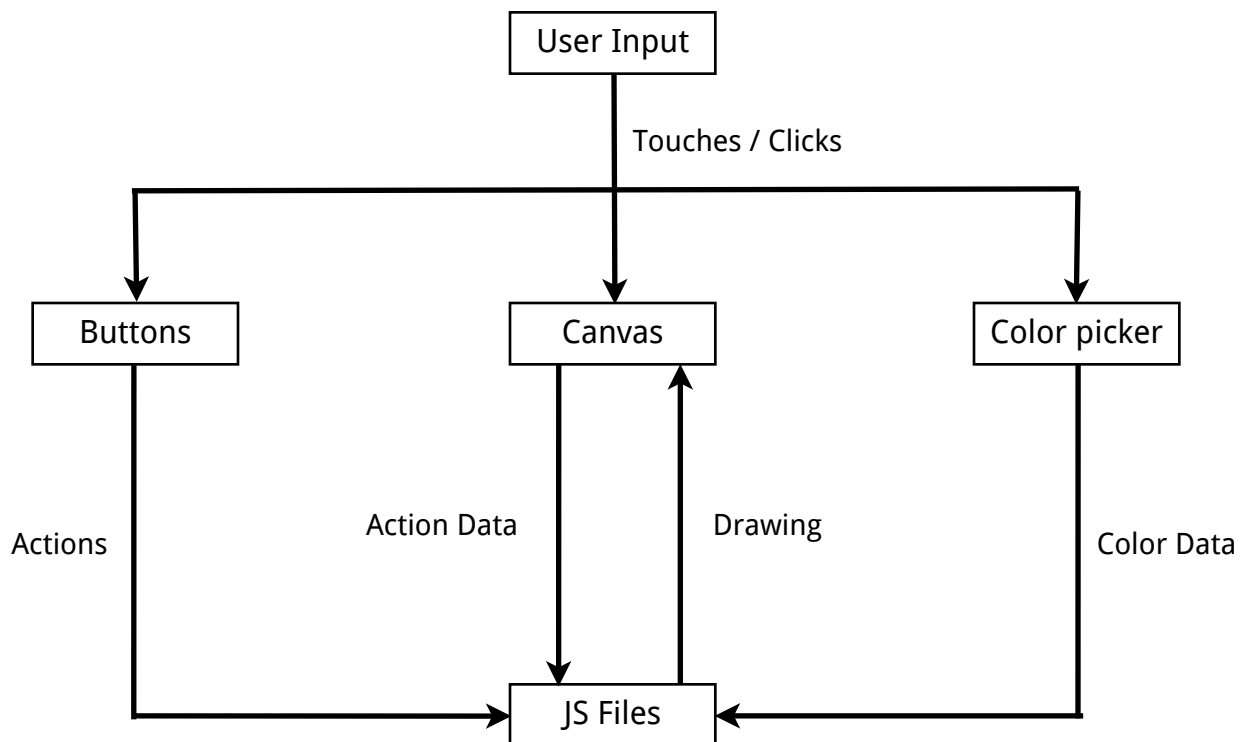 User Input
Touches / Clicks
Buttons
Canvas
Color picker
Actions
Action Data
Drawing
Color Data
JS Files